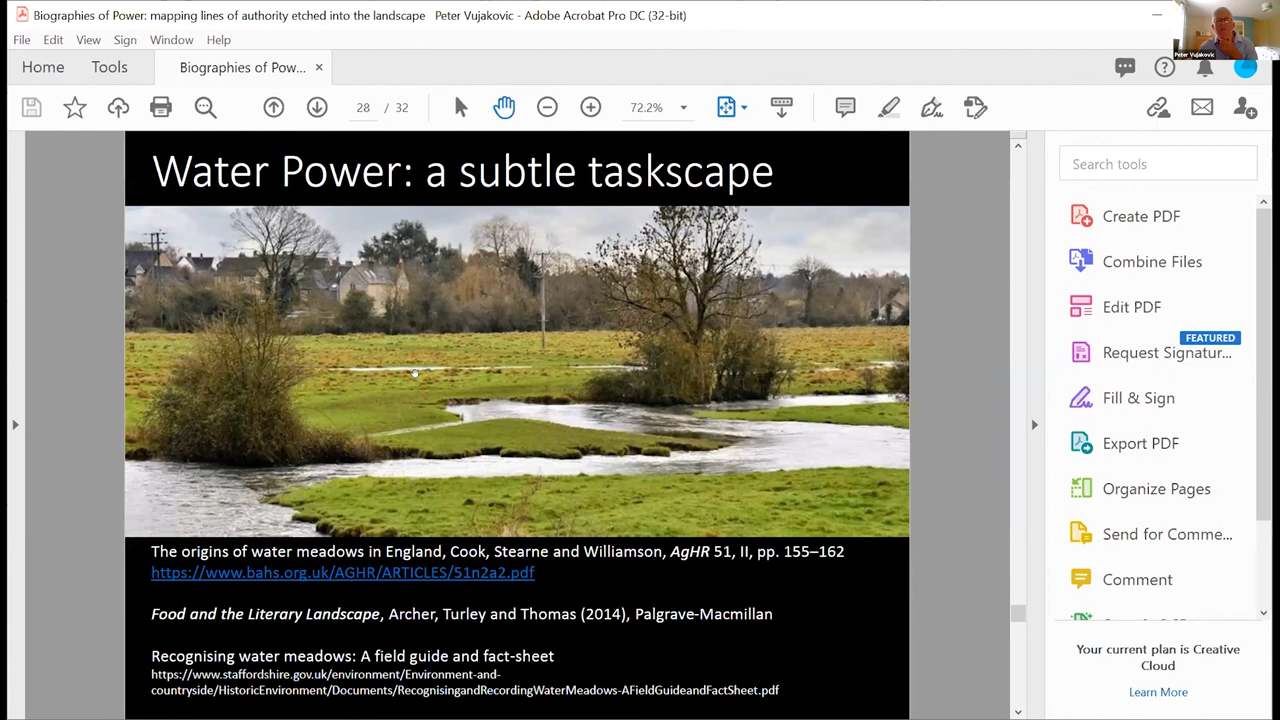 Biographies of Power: mapping lines of authority etched into the landscape Peter Vujakovic - Adobe Acrobat Pro DC (32-bit)
Peter Vujakovic
File Edit View Sign Window Help
Home Tools Biographies of Pow... ×
28 / 32 72.2%
Water Power: a subtle taskscape
The origins of water meadows in England, Cook, Stearne and Williamson, AgHR 51, II, pp. 155–162
https://www.bahs.org.uk/AGHR/ARTICLES/51n2a2.pdf
Food and the Literary Landscape, Archer, Turley and Thomas (2014), Palgrave-Macmillan
Recognising water meadows: A field guide and fact-sheet
https://www.staffordshire.gov.uk/environment/Environment-and-
countryside/HistoricEnvironment/Documents/RecognisingandRecordingWaterMeadows-AFieldGuideandFactSheet.pdf
Search tools
Create PDF
Combine Files
Edit PDF
FEATURED
Request Signatur...
Fill & Sign
Export PDF
Organize Pages
Send for Comme...
Comment
Your current plan is Creative
Cloud
Learn More